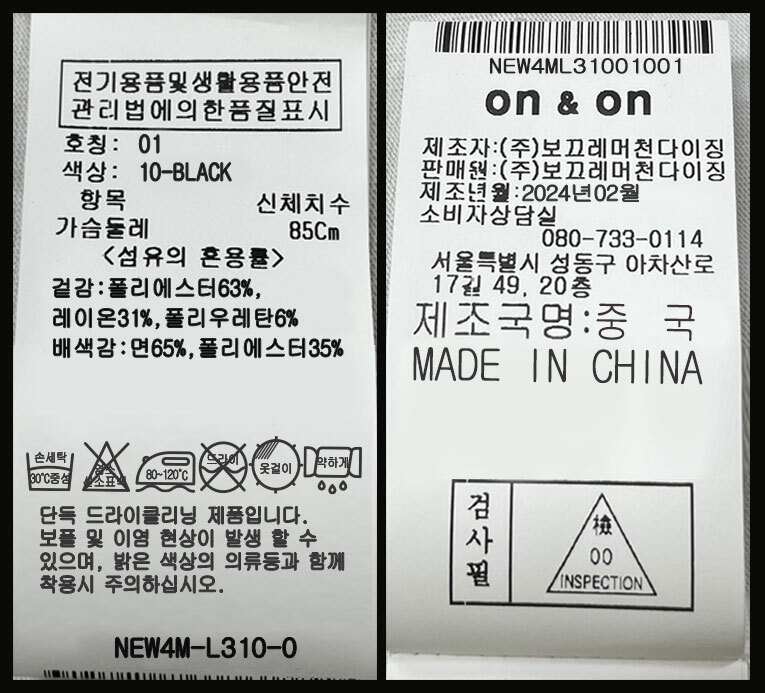 전기용품및생활용품안전
관리법에의한품질표시
호칭: 01
색상: 10-BLACK
항목 신체치수
가슴둘레 85Cm
<섬유의 혼용률>
겉감:폴리에스터63%,
레이온31%,폴리우레탄6%
배색감:면65%,폴리에스터35%
손세탁
30℃중성
80~120℃
드라이
옷걸이
약하게
단독 드라이클리닝 제품입니다.
보풀 및 이염 현상이 발생 할 수
있으며, 밝은 색상의 의류등과 함께
착용시 주의하십시오.
NEW4M-L310-0
NEW4ML31001001
on & on
제조자:(주)보끄레머천다이징
판매원:(주)보끄레머천다이징
제조년월:2024년02월
소비자상담실
080-733-0114
서울특별시 성동구 아차산로
17길 49, 20층
제조국명:중 국
MADE IN CHINA
검사필
檢
00
INSPECTION